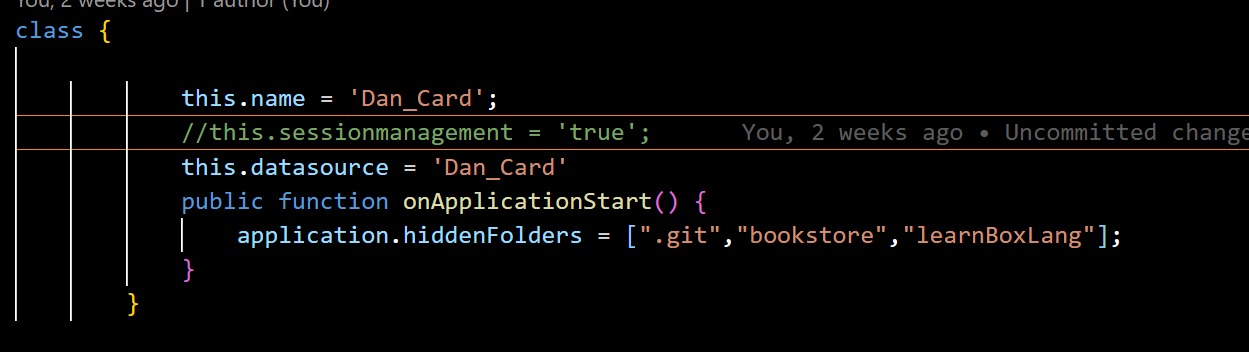 You, 2 weeks ago | 1 author (You)
class {
this.name = 'Dan_Card';
//this.sessionmanagement = 'true'; You, 2 weeks ago • Uncommitted change
this.datasource = 'Dan_Card'
public function onApplicationStart() {
application.hiddenFolders = [".git","bookstore","learnBoxLang"];
}
}